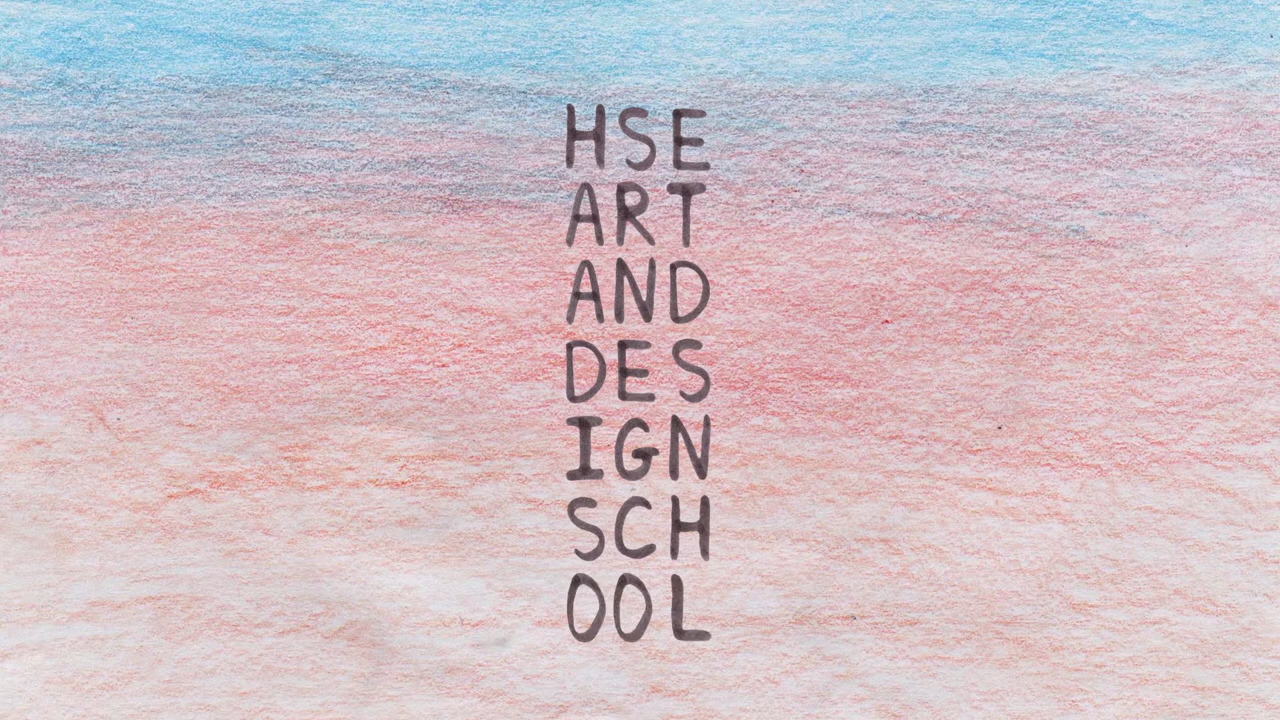 HSE
ART
AND
DES
IGN
SCH
OOL